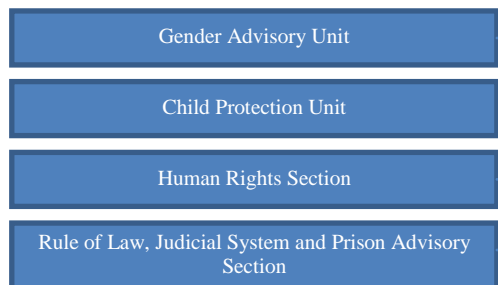 Gender Advisory Unit
Child Protection Unit
Human Rights Section
Rule of Law, Judicial System and Prison Advisory
Section